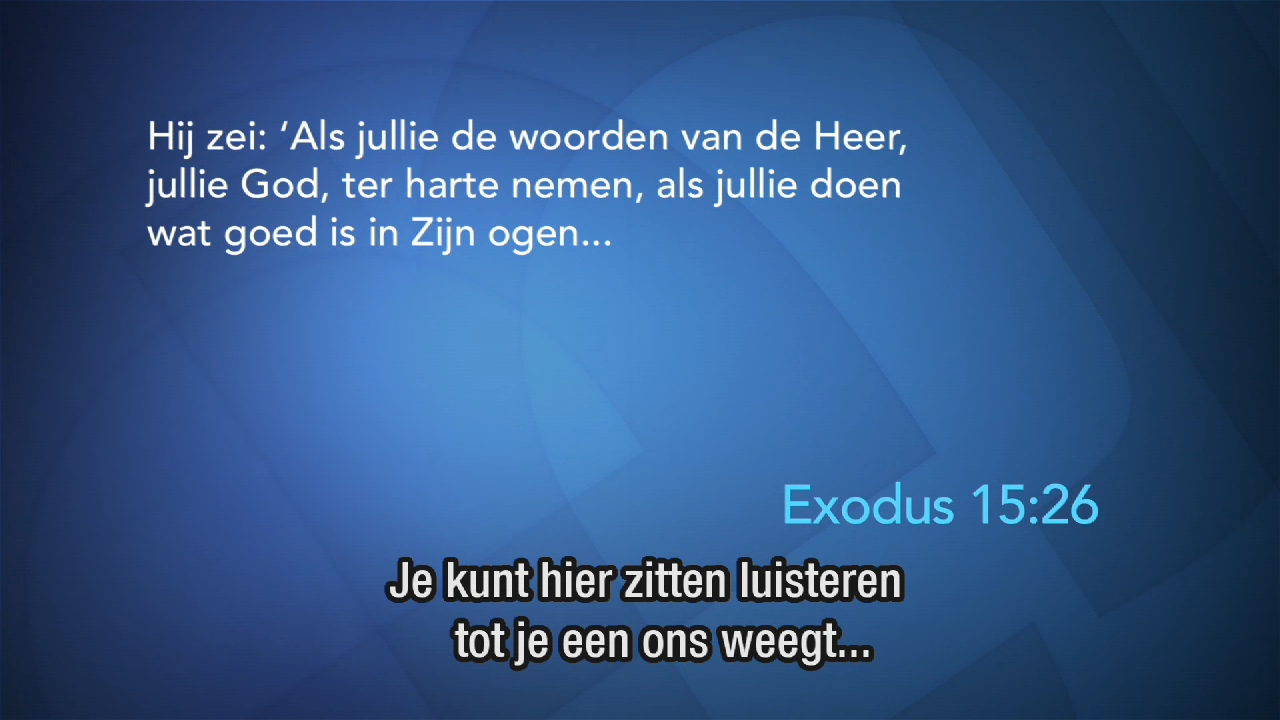 Hij zei: ‘Als jullie de woorden van de Heer,
jullie God, ter harte nemen, als jullie doen
wat goed is in Zijn ogen...
Exodus 15:26
Je kunt hier zitten luisteren
tot je een ons weegt...